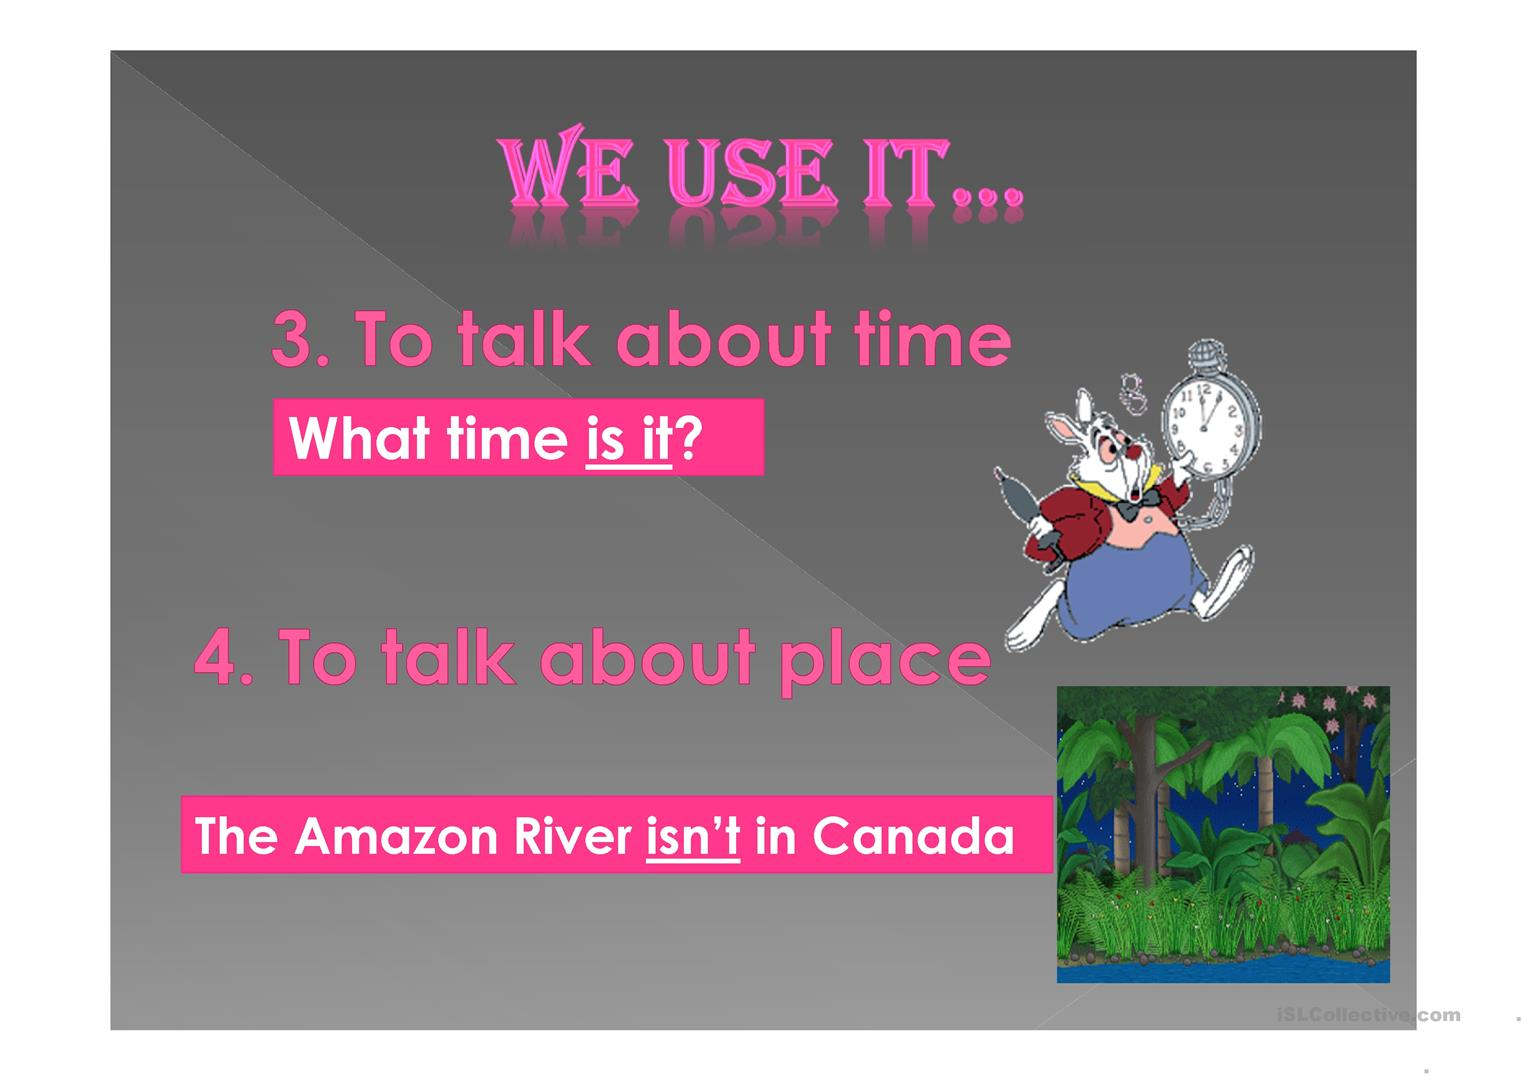 WE USE IT...
3. To talk about time
What time is it?
4. To talk about place
The Amazon River isn't in Canada
iSLCollective.com